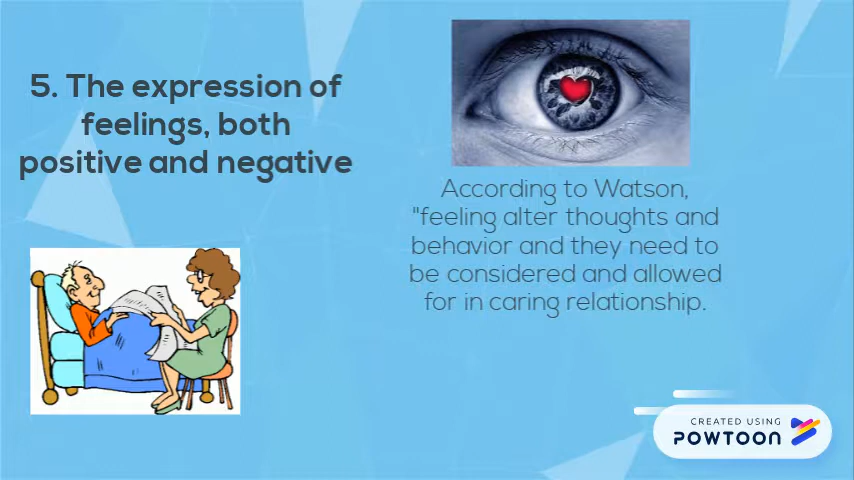 5. The expression of
feelings, both
positive and negative
According to Watson,
"feeling alter thoughts and
behavior and they need to
be considered and allowed
for in caring relationship.
CREATED USING
POWTOON